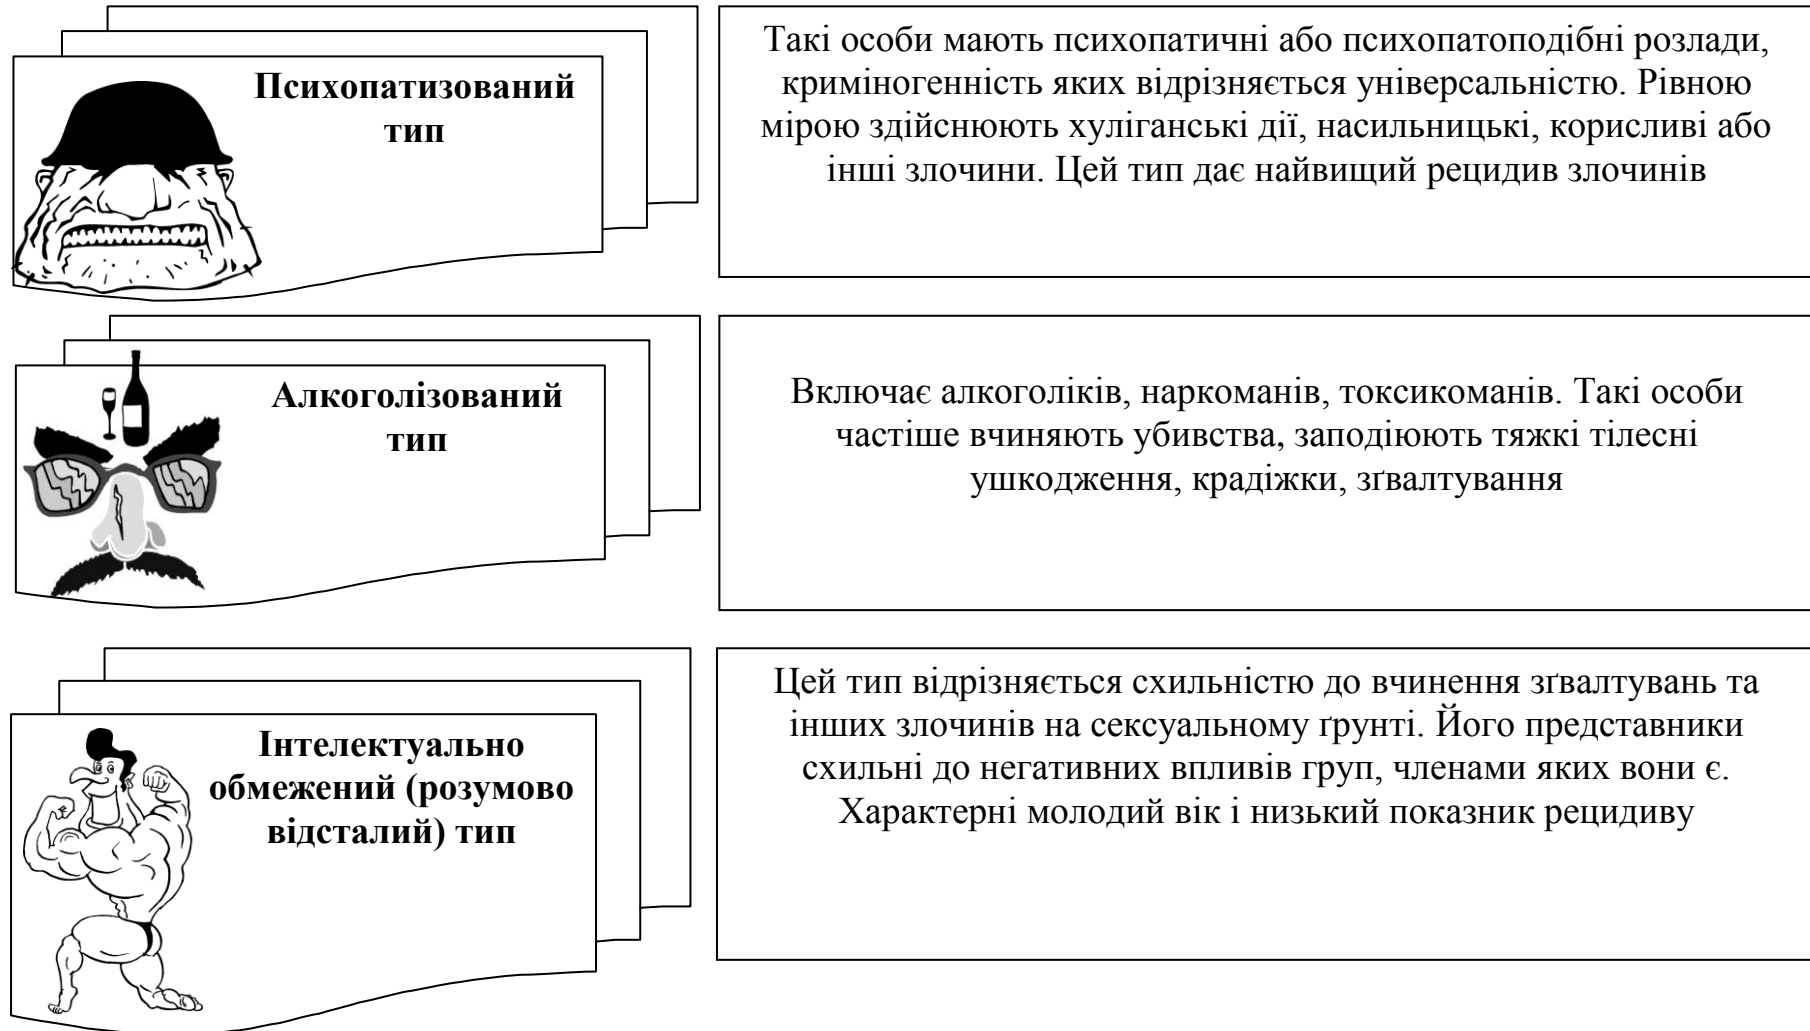 Психопатизований
тип
Такі особи мають психопатичні або психопатоподібні розлади,
криміногенність яких відрізняється універсальністю. Рівною
мірою здійснюють хуліганські дії, насильницькі, корисливі або
інші злочини. Цей тип дає найвищий рецидив злочинів
Алкоголізований
тип
Включає алкоголіків, наркоманів, токсикоманів. Такі особи
частіше вчиняють убивства, заподіюють тяжкі тілесні
ушкодження, крадіжки, зґвалтування
Інтелектуально
обмежений (розумово
відсталий) тип
Цей тип відрізняється схильністю до вчинення зґвалтувань та
інших злочинів на сексуальному ґрунті. Його представники
схильні до негативних впливів груп, членами яких вони є.
Характерні молодий вік і низький показник рецидиву